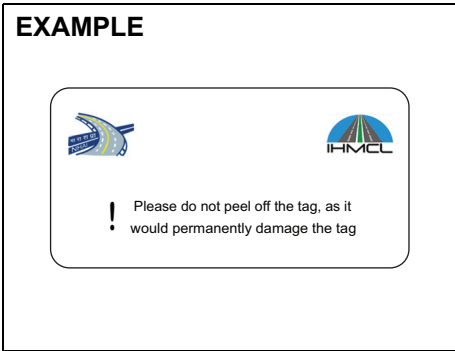 EXAMPLE
IHMCL
! Please do not peel off the tag, as it
would permanently damage the tag